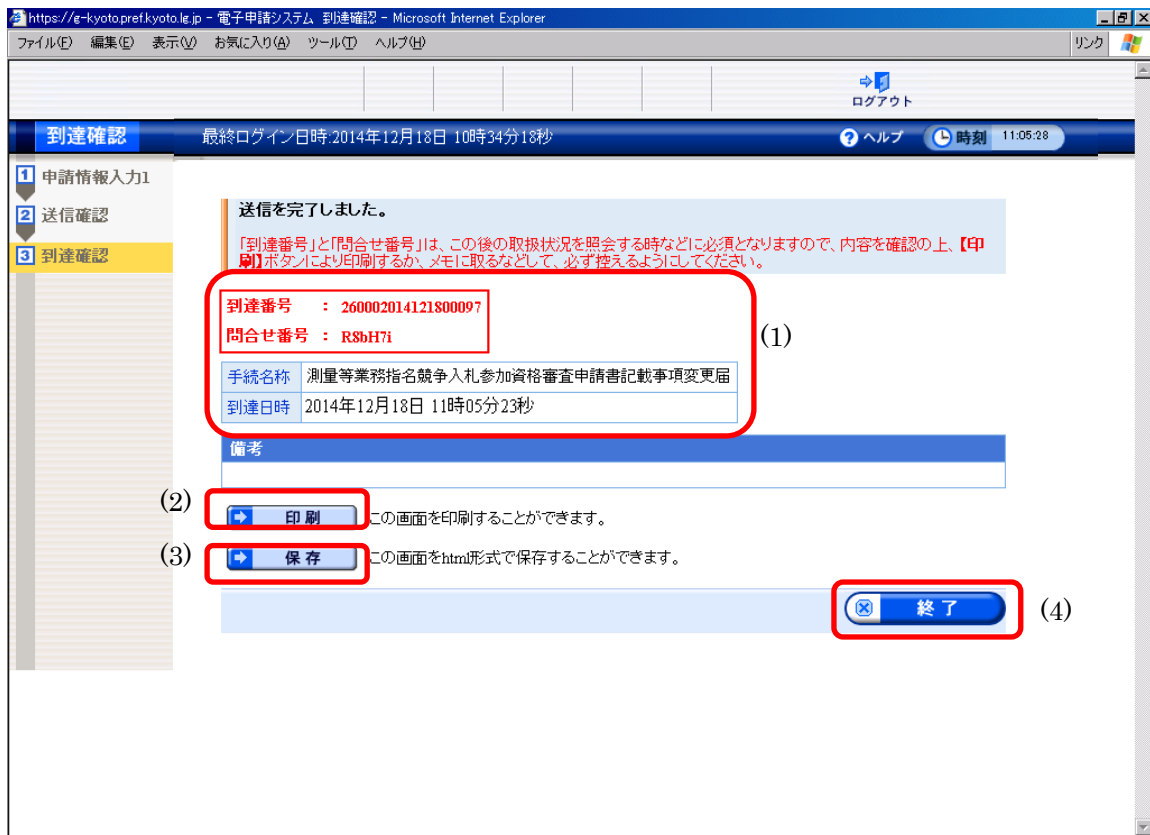 https://g-kyoto.pref.kyoto.lg.jp - 電子申請システム 到達確認 - Microsoft Internet Explorer
ファイル(F) 編集(E) 表示(V) お気に入り(A) ツール(T) ヘルプ(H) リンク
ログアウト
到達確認 最終ログイン日時:2014年12月18日 10時34分18秒 ? ヘルプ 時刻 11:05:28
1 申請情報入力1
2 送信確認
3 到達確認
送信を完了しました。
「到達番号」と「問合せ番号」は、この後の取扱状況を照会する時などに必須となりますので、内容を確認の上、【印
刷】ボタンにより印刷するか、メモに取るなどして、必ず控えるようにしてください。
到達番号 : 260002014121800097
問合せ番号 : R8bH7i
(1)
手続名称 測量等業務指名競争入札参加資格審査申請書記載事項変更届
到達日時 2014年12月18日 11時05分23秒
備考
(2) 印刷 この画面を印刷することができます。
(3) 保存 この画面をhtml形式で保存することができます。
終了 (4)